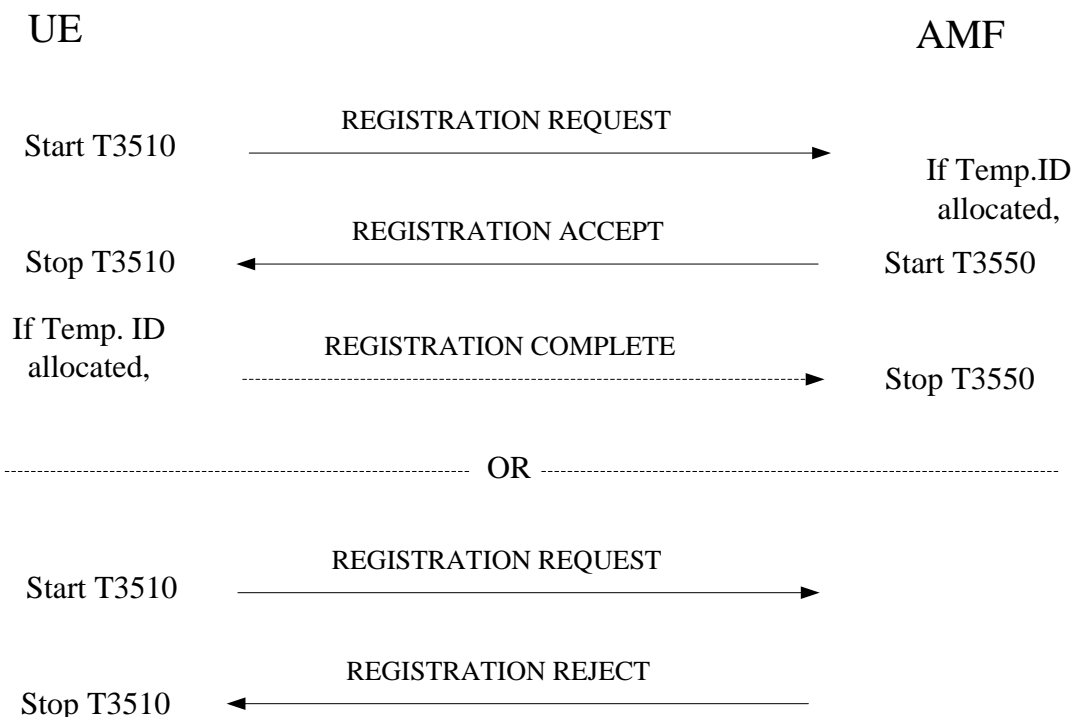 UE
AMF
REGISTRATION REQUEST
Start T3510
If Temp.ID
allocated,
REGISTRATION ACCEPT
Stop T3510
Start T3550
If Temp. ID
allocated,
REGISTRATION COMPLETE
Stop T3550
OR
REGISTRATION REQUEST
Start T3510
REGISTRATION REJECT
Stop T3510